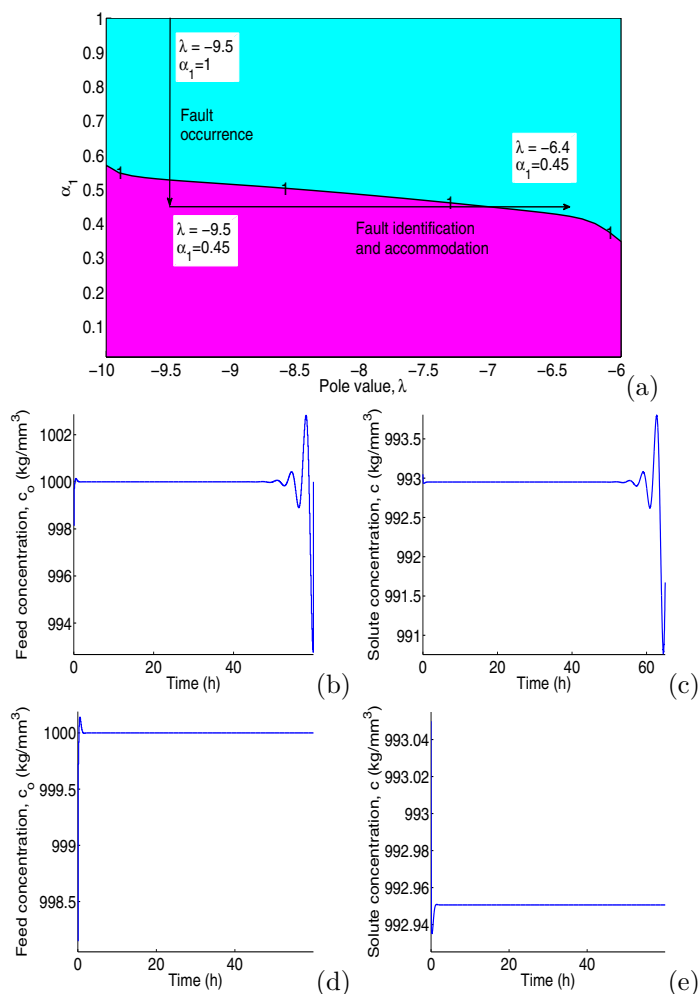 1
0.9
0.8
0.7
0.6
0.5
0.4
0.3
0.2
0.1
α₁
λ = −9.5
α₁=1
Fault
occurrence
λ = −6.4
α₁=0.45
1
1
1
1
λ = −9.5
α₁=0.45
Fault identification
and accommodation
−10 −9.5 −9 −8.5 −8 −7.5 −7 −6.5 −6
Pole value, λ
(a)
Feed concentration, cₒ (kg/mm³)
1002
1000
998
996
994
0 20 40
Time (h)
(b)
Solute concentration, c (kg/mm³)
993.5
993
992.5
992
991.5
991
0 20 40 60
Time (h)
(c)
Feed concentration, cₒ (kg/mm³)
1000
999.5
999
998.5
0 20 40
Time (h)
(d)
Solute concentration, c (kg/mm³)
993.04
993.02
993
992.98
992.96
992.94
0 20 40
Time (h)
(e)